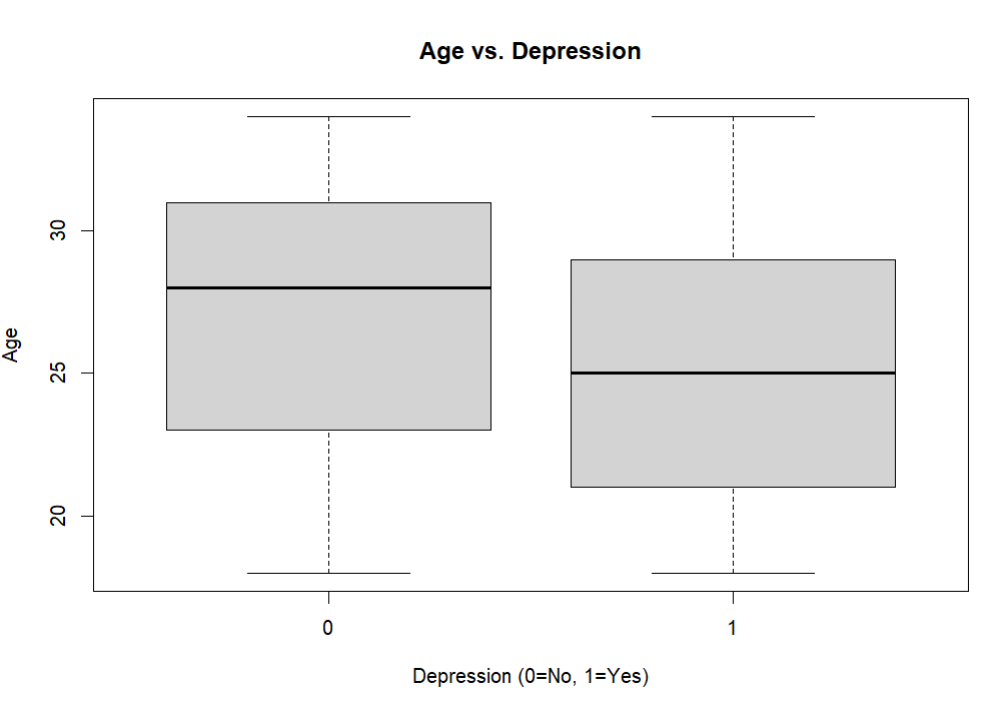 Age vs. Depression
Age
30
25
20
0
1
Depression (0=No, 1=Yes)